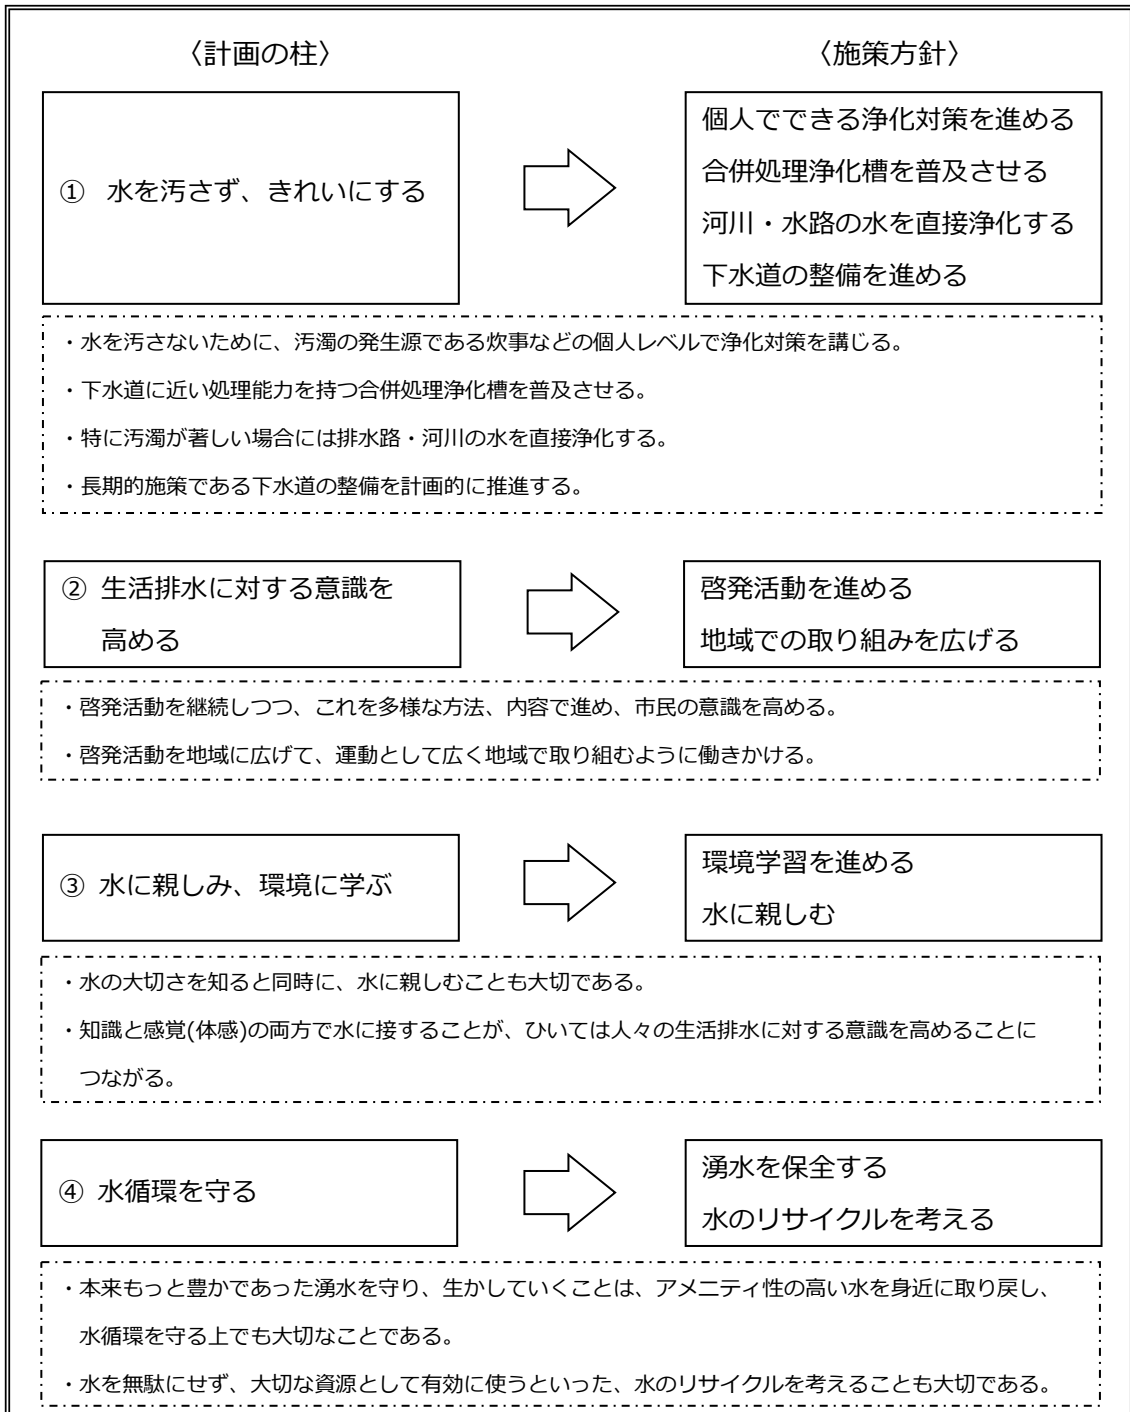 〈計画の柱〉
〈施策方針〉
① 水を汚さず、きれいにする
個人でできる浄化対策を進める
合併処理浄化槽を普及させる
河川・水路の水を直接浄化する
下水道の整備を進める
・水を汚さないために、汚濁の発生源である炊事などの個人レベルで浄化対策を講じる。
・下水道に近い処理能力を持つ合併処理浄化槽を普及させる。
・特に汚濁が著しい場合には排水路・河川の水を直接浄化する。
・長期的施策である下水道の整備を計画的に推進する。
② 生活排水に対する意識を
高める
啓発活動を進める
地域での取り組みを広げる
・啓発活動を継続しつつ、これを多様な方法、内容で進め、市民の意識を高める。
・啓発活動を地域に広げて、運動として広く地域で取り組むように働きかける。
③ 水に親しみ、環境に学ぶ
環境学習を進める
水に親しむ
・水の大切さを知ると同時に、水に親しむことも大切である。
・知識と感覚(体感)の両方で水に接することが、ひいては人々の生活排水に対する意識を高めることに
つながる。
④ 水循環を守る
湧水を保全する
水のリサイクルを考える
・本来もっと豊かであった湧水を守り、生かしていくことは、アメニティ性の高い水を身近に取り戻し、
水循環を守る上でも大切なことである。
・水を無駄にせず、大切な資源として有効に使うといった、水のリサイクルを考えることも大切である。